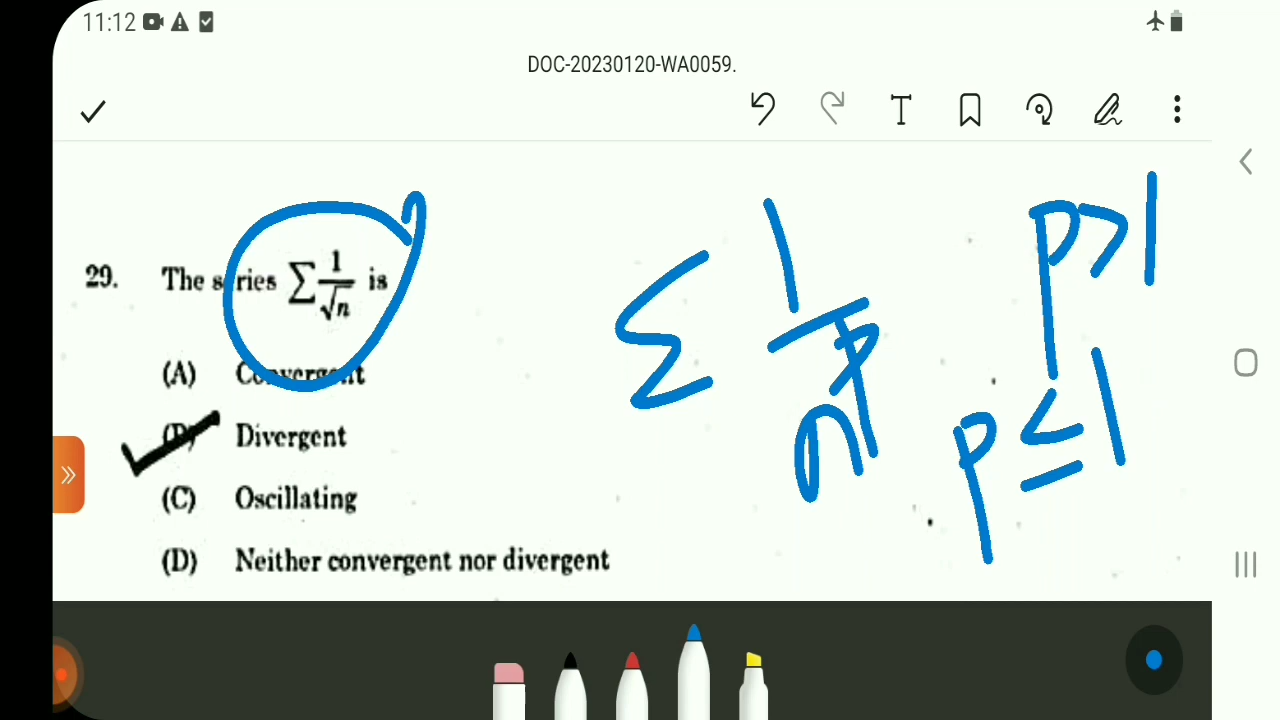 11:12
DOC-20230120-WA0059.
T
29. The series ∑ 1/√n is
(A) Convergent
(B) Divergent
(C) Oscillating
(D) Neither convergent nor divergent
∑ 1/n^p
p>1
p≤1